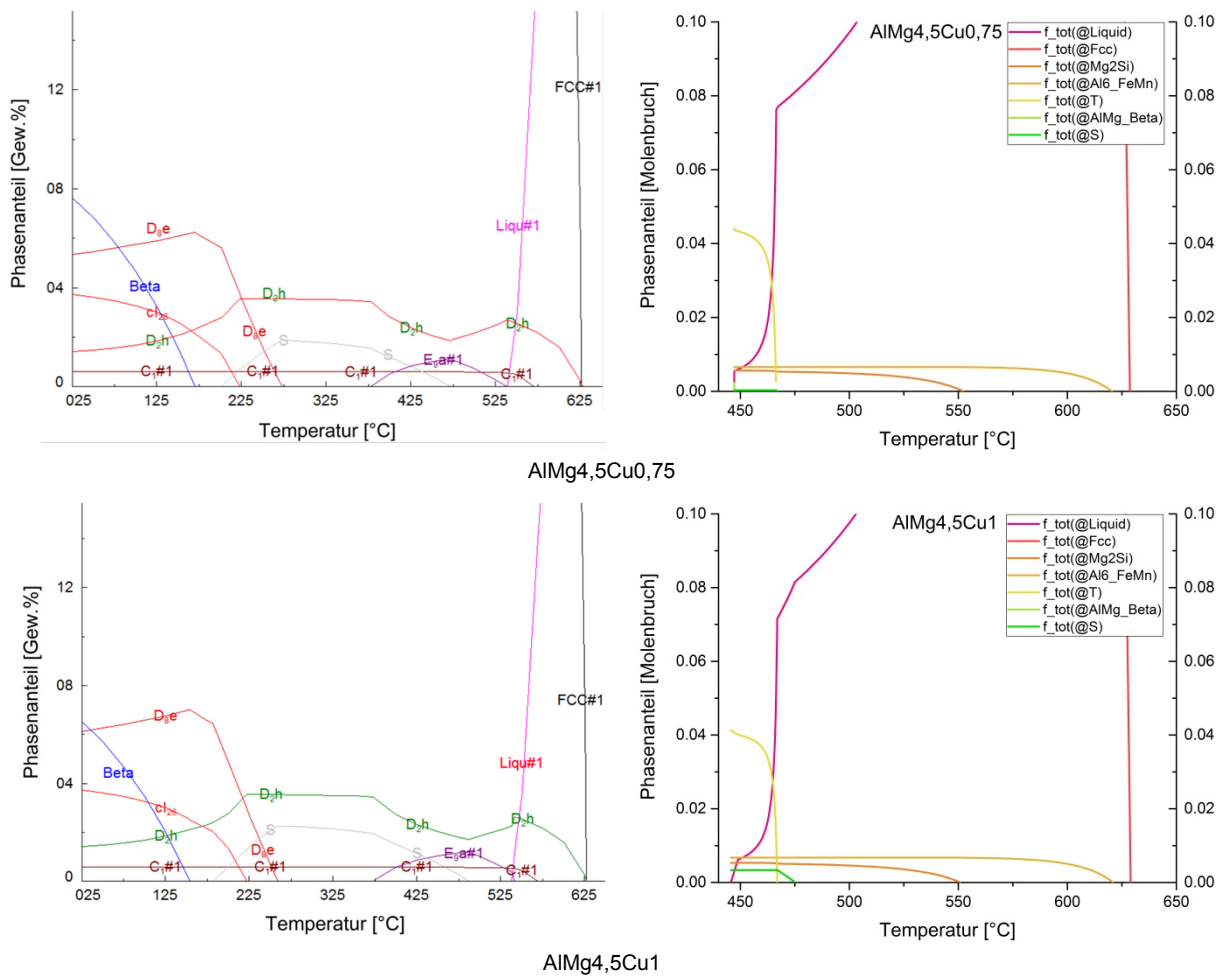 AlMg4,5Cu0,75
f_tot(@Liquid)
f_tot(@Fcc)
f_tot(@Mg2Si)
f_tot(@Al6_FeMn)
f_tot(@T)
f_tot(@AlMg_Beta)
f_tot(@S)
Phasenanteil [Gew.%]
12
08
04
0
FCC#1
Liqu#1
D₈e
Beta
cI₂₆
D₂h
D₂h
D₈e
S
S
D₂h
D₂h
E₉a#1
C₁#1
C₁#1
C₁#1
C₁#1
025 125 225 325 425 525 625
Temperatur [°C]
Phasenanteil [Molenbruch]
0.10 0.10
0.08 0.08
0.06 0.06
0.04 0.04
0.02 0.02
0.00 0.00
450 500 550 600 650
Temperatur [°C]
AlMg4,5Cu0,75
AlMg4,5Cu1
f_tot(@Liquid)
f_tot(@Fcc)
f_tot(@Mg2Si)
f_tot(@Al6_FeMn)
f_tot(@T)
f_tot(@AlMg_Beta)
f_tot(@S)
Phasenanteil [Gew.%]
12
08
04
0
FCC#1
Liqu#1
D₈e
Beta
cI₂₆
D₂h
D₂h
D₈e
S
S
D₂h
D₂h
E₉a#1
C₁#1
C₁#1
C₁#1
C₁#1
025 125 225 325 425 525 625
Temperatur [°C]
Phasenanteil [Molenbruch]
0.10 0.10
0.08 0.08
0.06 0.06
0.04 0.04
0.02 0.02
0.00 0.00
450 500 550 600 650
Temperatur [°C]
AlMg4,5Cu1